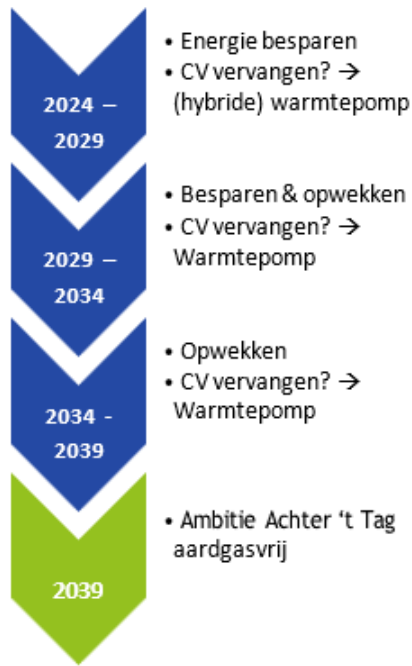 2024 –
2029
• Energie besparen
• CV vervangen? →
(hybride) warmtepomp
2029 –
2034
• Besparen & opwekken
• CV vervangen? →
Warmtepomp
2034 -
2039
• Opwekken
• CV vervangen? →
Warmtepomp
2039
• Ambitie Achter ‘t Tag
aardgasvrij